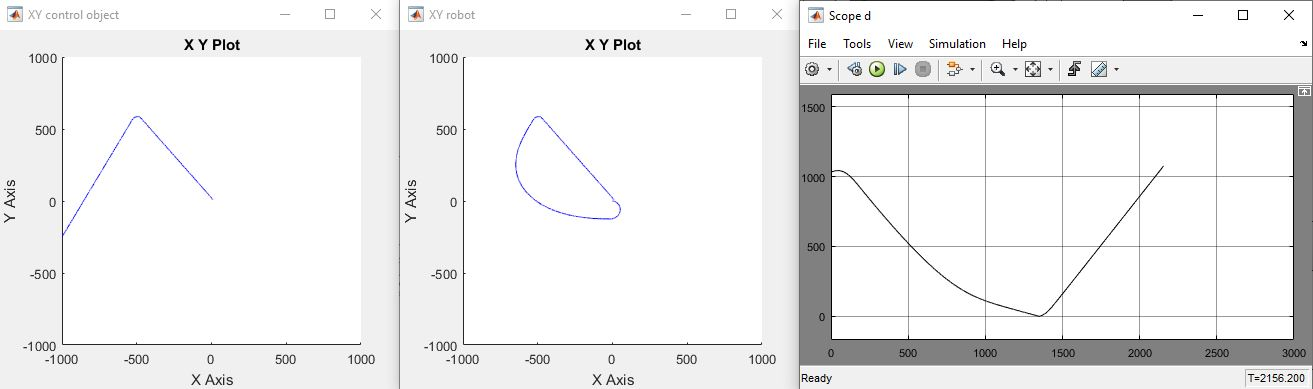 XY control object
X Y Plot
1000
500
0
-500
-1000
-1000 -500 0 500 1000
X Axis
Y Axis
XY robot
X Y Plot
1000
500
0
-500
-1000
-1000 -500 0 500 1000
X Axis
Y Axis
Scope d
File Tools View Simulation Help
1500
1000
500
0
0 500 1000 1500 2000 2500 3000
Ready T=2156.200